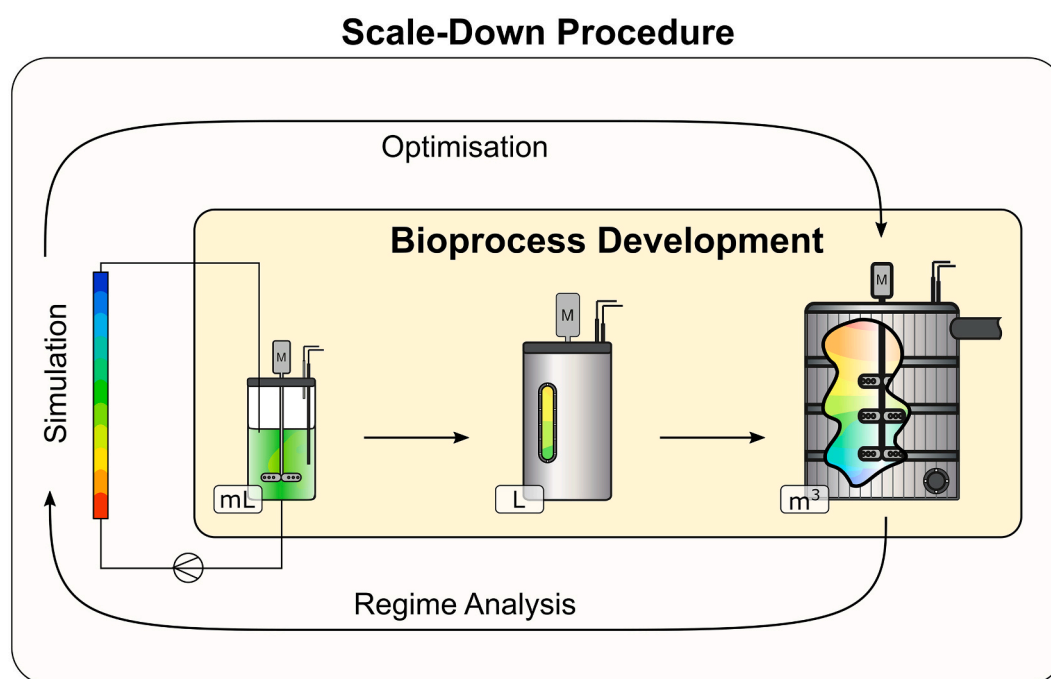 Scale-Down Procedure
Optimisation
Bioprocess Development
Simulation
M
M
M
mL
L
m³
Regime Analysis